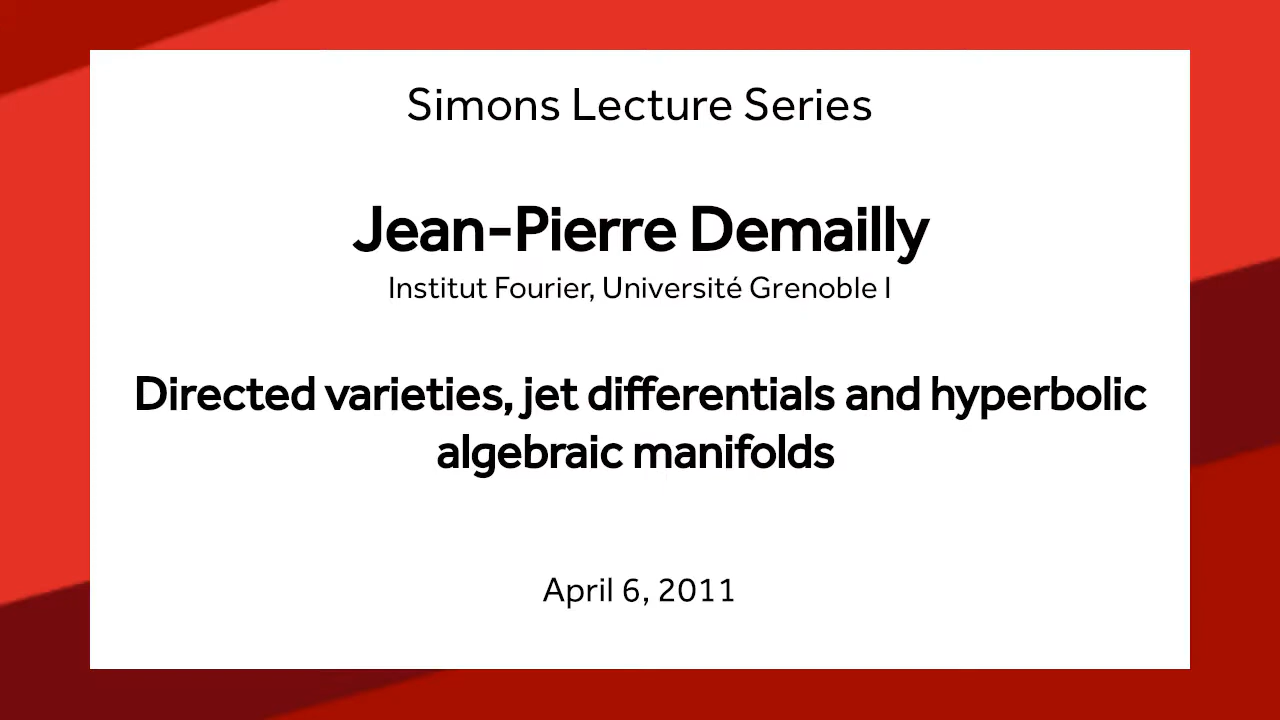 Simons Lecture Series
Jean-Pierre Demailly
Institut Fourier, Université Grenoble I
Directed varieties, jet differentials and hyperbolic
algebraic manifolds
April 6, 2011